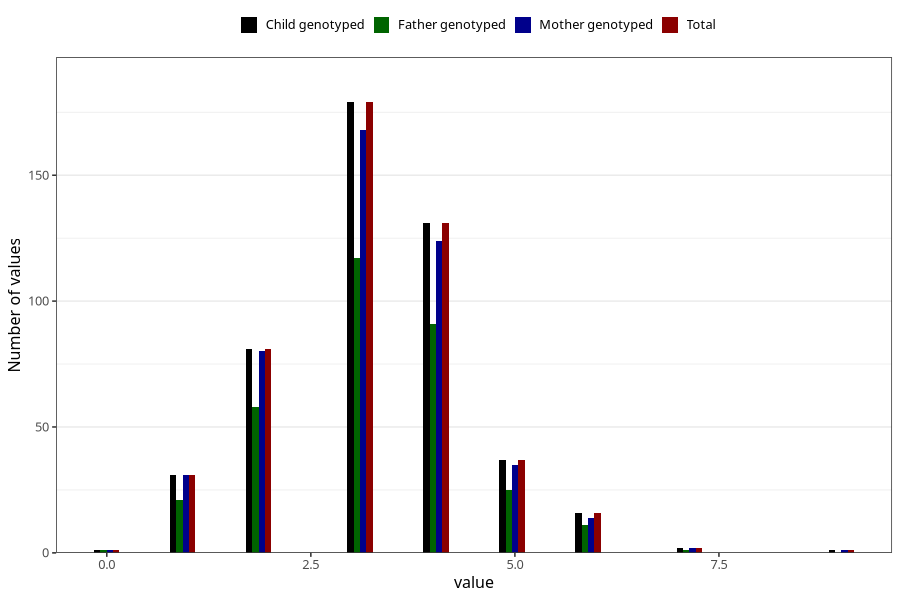 Child genotyped Father genotyped Mother genotyped Total
Number of values
150
100
50
0
0.0 2.5 5.0 7.5
value